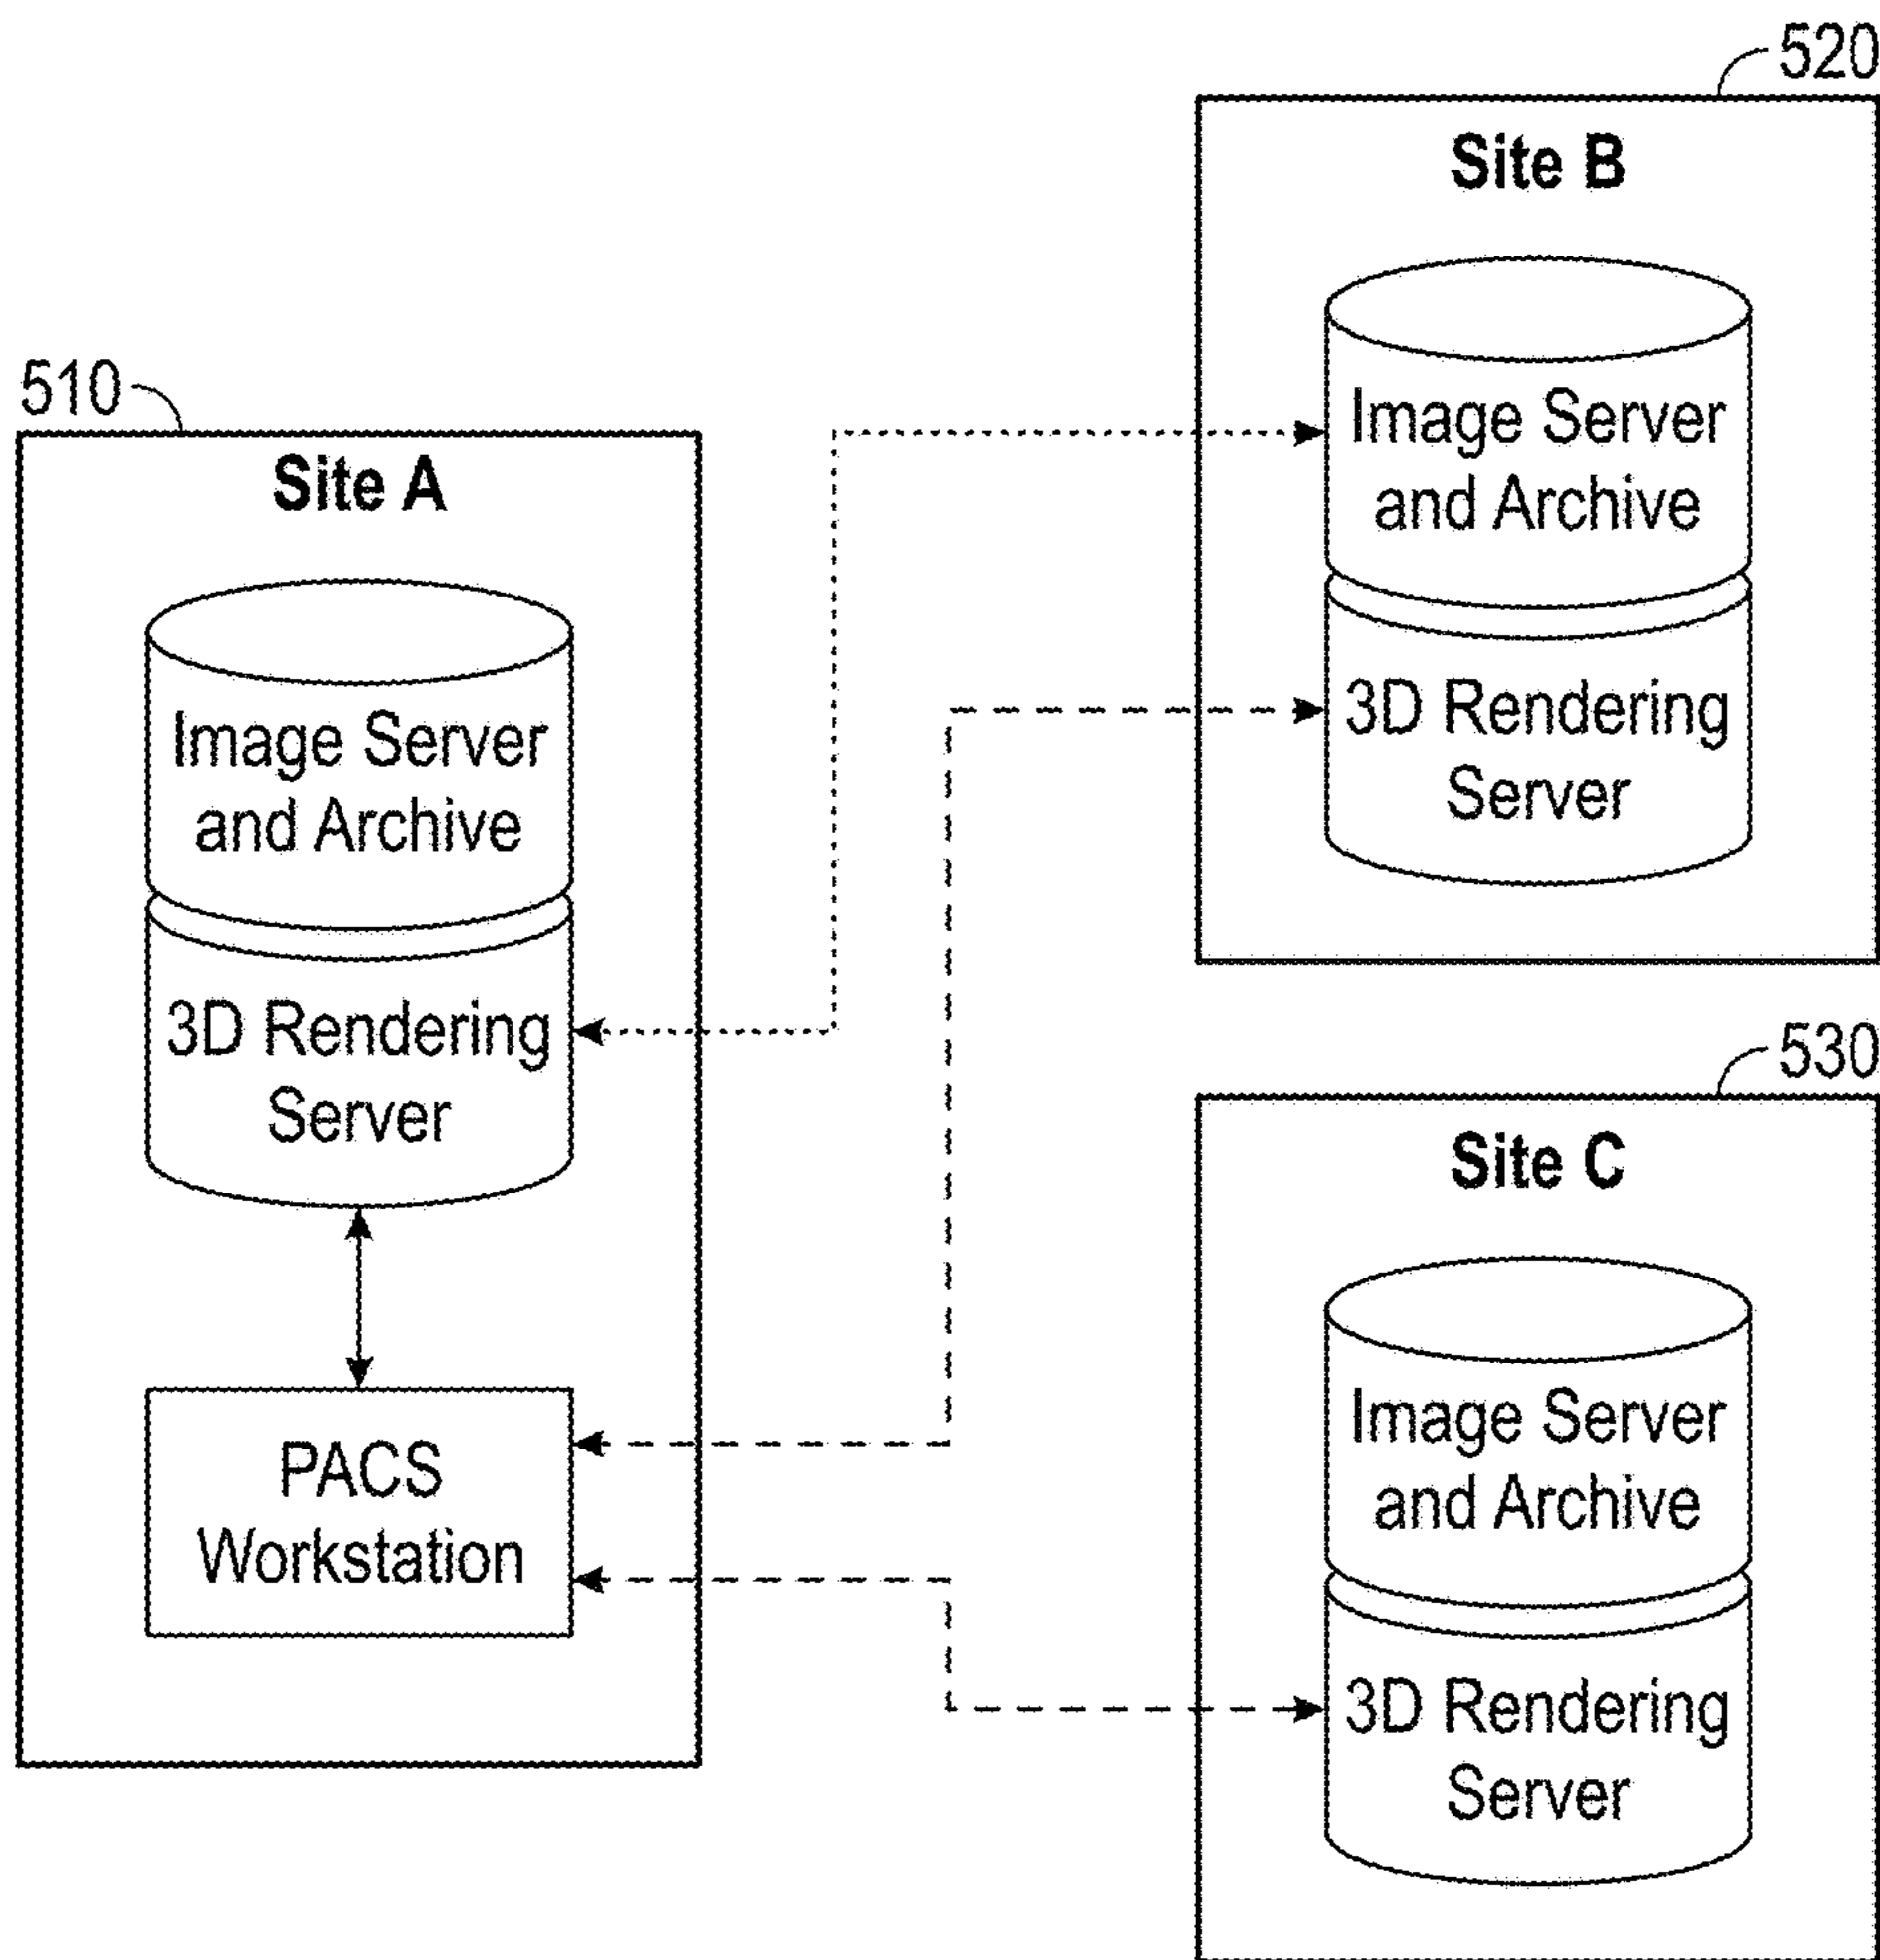 510
Site A
Image Server
and Archive
3D Rendering
Server
PACS
Workstation
520
Site B
Image Server
and Archive
3D Rendering
Server
530
Site C
Image Server
and Archive
3D Rendering
Server